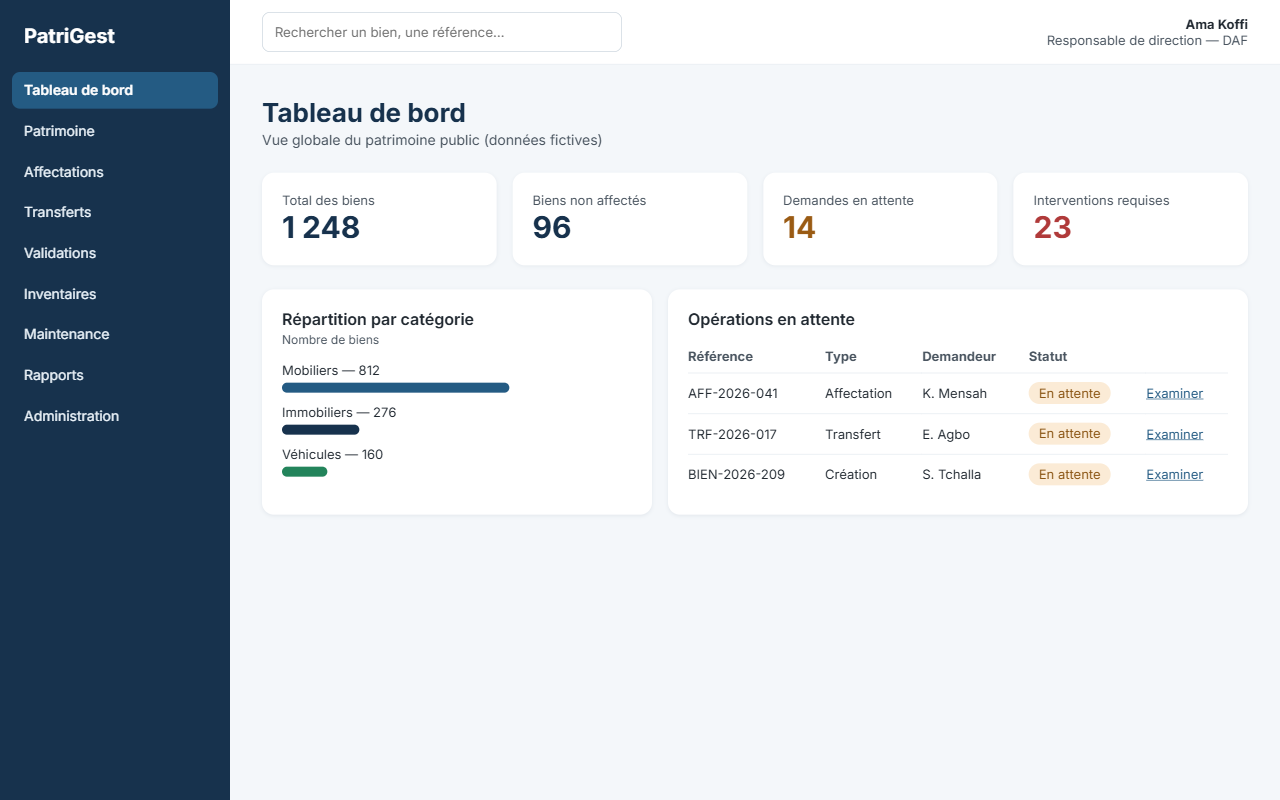 PatriGest
Tableau de bord
Patrimoine
Affectations
Transferts
Validations
Inventaires
Maintenance
Rapports
Administration
Rechercher un bien, une référence...
Ama Koffi
Responsable de direction — DAF
Tableau de bord
Vue globale du patrimoine public (données fictives)
Total des biens
1 248
Biens non affectés
96
Demandes en attente
14
Interventions requises
23
Répartition par catégorie
Nombre de biens
Mobiliers — 812
Immobiliers — 276
Véhicules — 160
Opérations en attente
Référence Type Demandeur Statut
AFF-2026-041 Affectation K. Mensah En attente Examiner
TRF-2026-017 Transfert E. Agbo En attente Examiner
BIEN-2026-209 Création S. Tchalla En attente Examiner